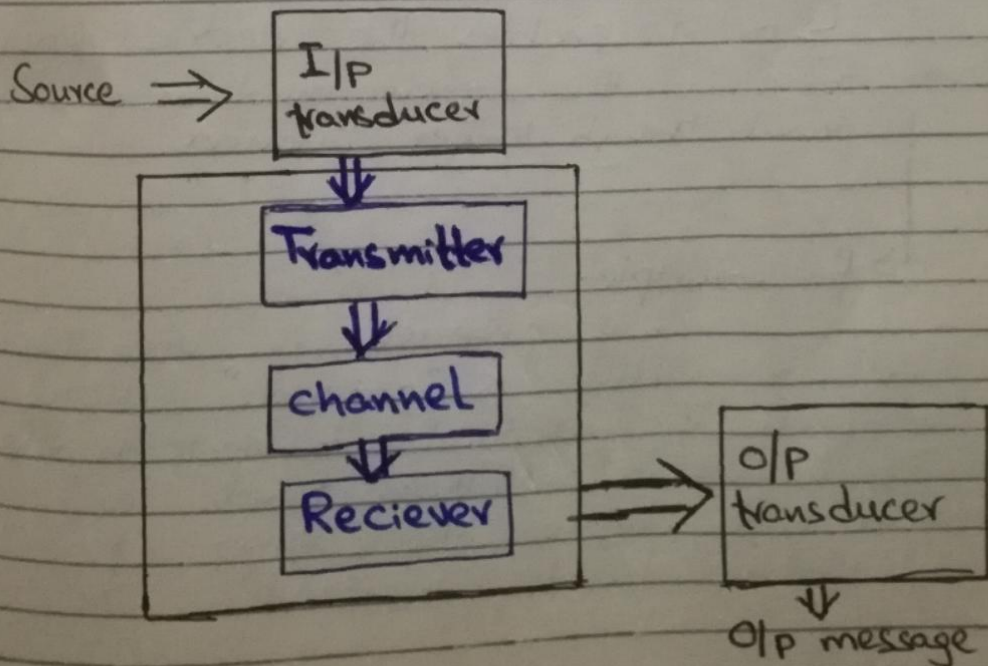 Source
I/p
transducer
Transmitter
channel
Reciever
O/P
transducer
O/p message